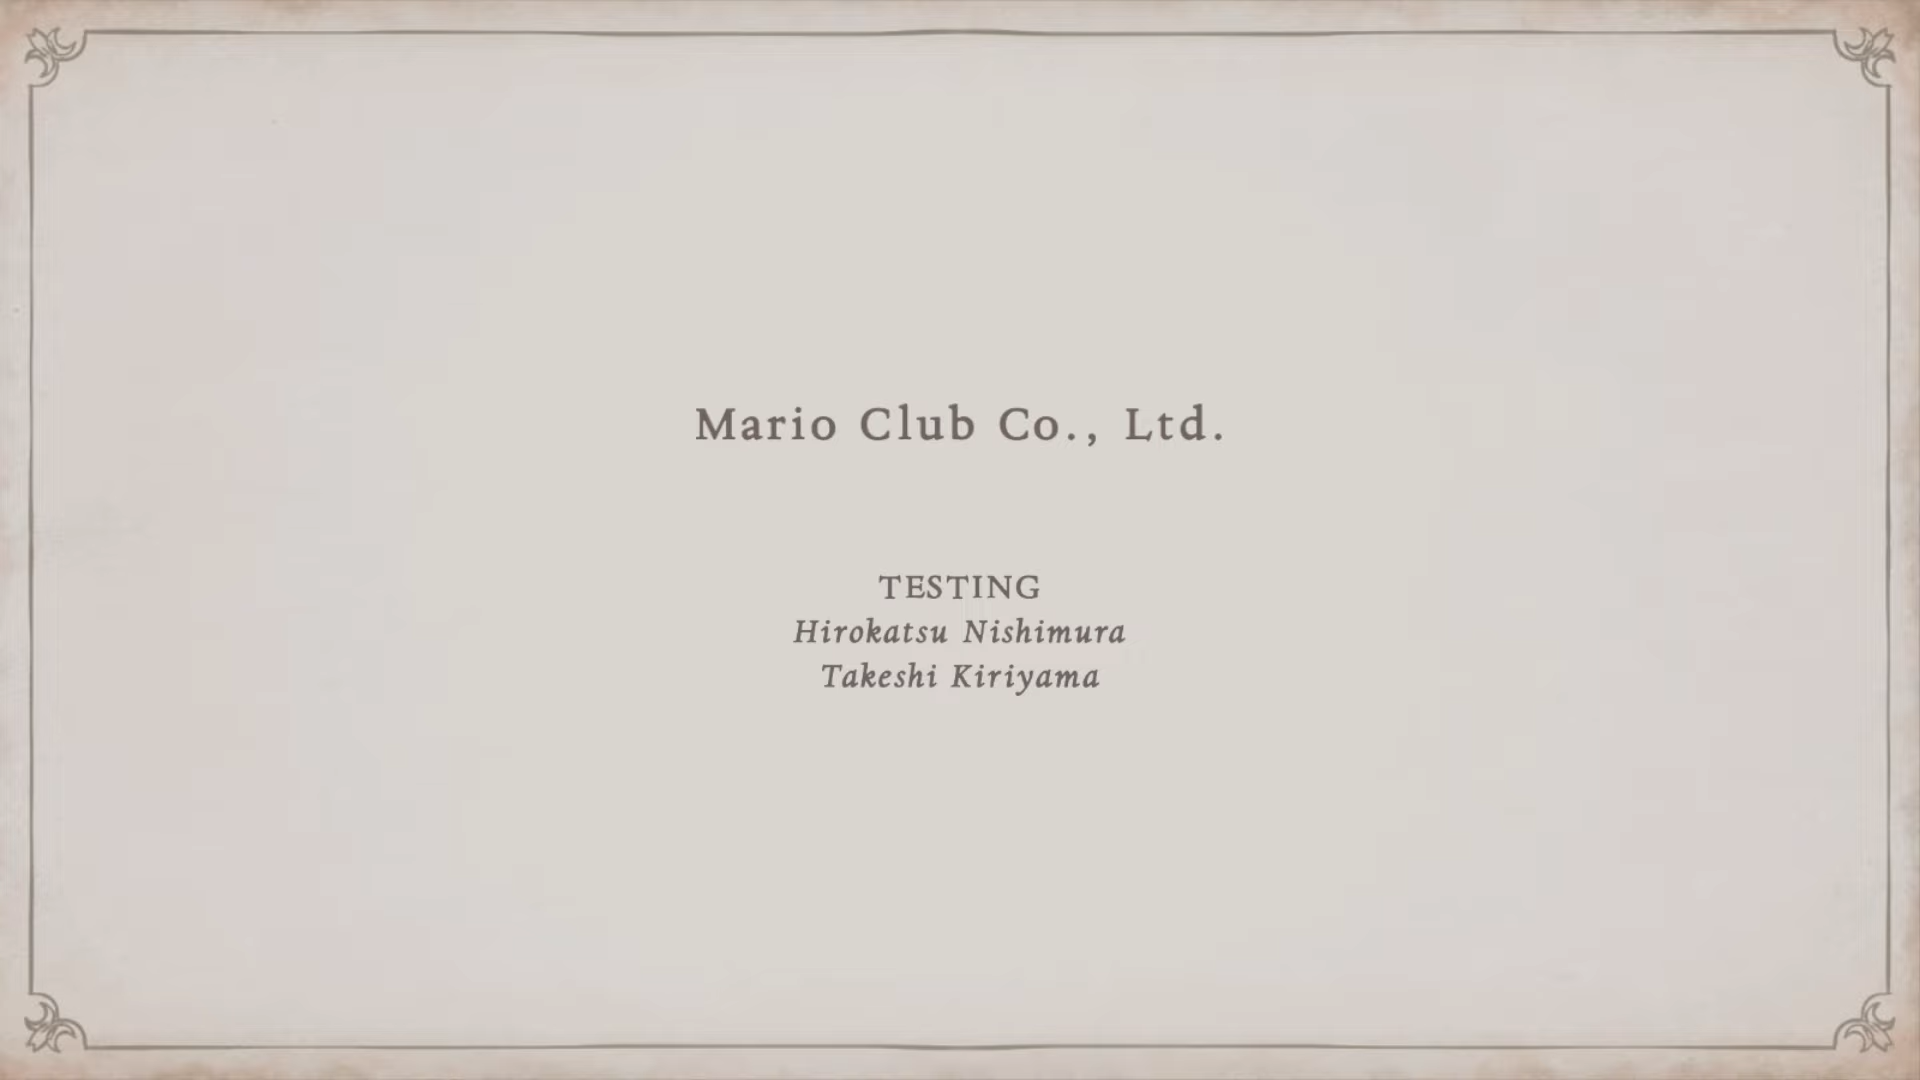 Mario Club Co., Ltd.
TESTING
Hirokatsu Nishimura
Takeshi Kiriyama